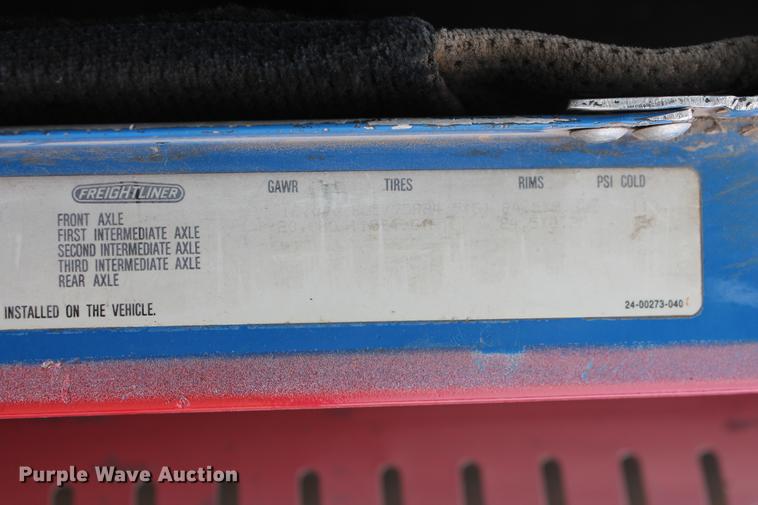 FREIGHTLINER GAWR TIRES RIMS PSI COLD
FRONT AXLE
FIRST INTERMEDIATE AXLE
SECOND INTERMEDIATE AXLE
THIRD INTERMEDIATE AXLE
REAR AXLE
INSTALLED ON THE VEHICLE.
24-00273-040
Purple Wave Auction